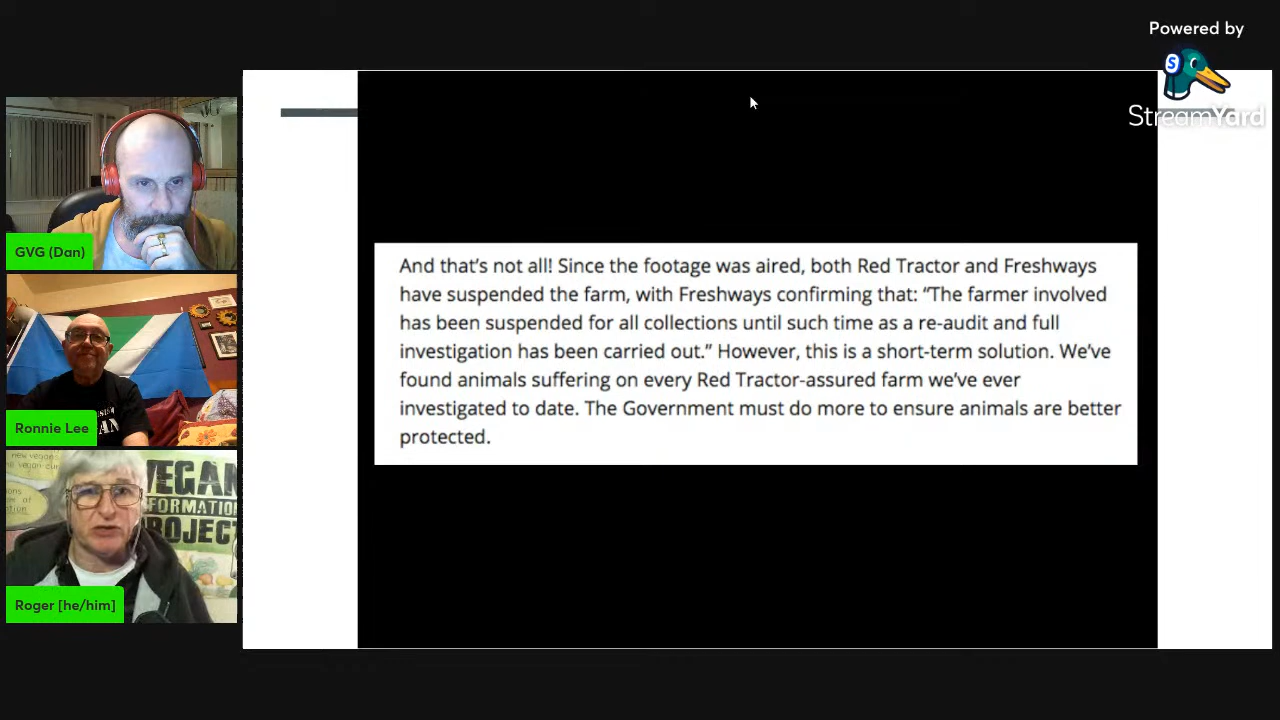 Powered by
StreamYard
GVG (Dan)
Ronnie Lee
VEGAN
FORMATION
PROJECT
Roger [he/him]
And that's not all! Since the footage was aired, both Red Tractor and Freshways
have suspended the farm, with Freshways confirming that: “The farmer involved
has been suspended for all collections until such time as a re-audit and full
investigation has been carried out.” However, this is a short-term solution. We've
found animals suffering on every Red Tractor-assured farm we've ever
investigated to date. The Government must do more to ensure animals are better
protected.